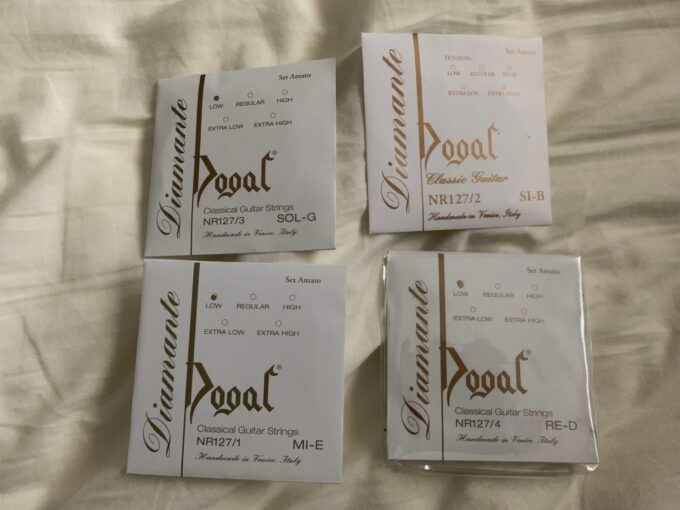 Diamante
Set Amato
LOW REGULAR HIGH
EXTRA LOW EXTRA HIGH
Dogal®
Classical Guitar Strings
NR127/3 SOL-G
Handmade in Venice, Italy
Diamante
Set Amato
TENSION:
LOW REGULAR HIGH
EXTRA LOW EXTRA HIGH
Dogal
Classic Guitar
NR127/2 SI-B
Handmade in Venice, Italy
Diamante
Set Amato
LOW REGULAR HIGH
EXTRA LOW EXTRA HIGH
Dogal®
Classical Guitar Strings
NR127/1 MI-E
Handmade in Venice, Italy
Diamante
Set Amato
LOW REGULAR HIGH
EXTRA LOW EXTRA HIGH
Dogal®
Classical Guitar Strings
NR127/4 RE-D
Handmade in Venice, Italy